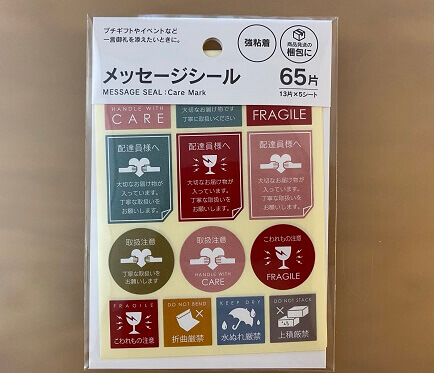 プチギフトやイベントなど
一言御礼を添えたいときに。
強粘着
商品発送の
梱包に
メッセージシール
MESSAGE SEAL : Care Mark
65片
13片×5シート
HANDLE WITH
CARE
大切なお届け物です
丁寧に取扱いください
FRAGILE
配達員様へ
大切なお届け物が
入っています。
丁寧な取扱いを
お願いします。
配達員様へ
大切なお届け物が
入っています。
丁寧な取扱いを
お願いします。
配達員様へ
大切なお届け物が
入っています。
丁寧な取扱いを
お願いします。
取扱注意
丁寧な取扱いを
お願いします
取扱注意
HANDLE WITH
CARE
こわれもの注意
FRAGILE
FRAGILE
こわれもの注意
DO NOT BEND
折曲厳禁
KEEP DRY
水ぬれ厳禁
DO NOT STACK
上積厳禁